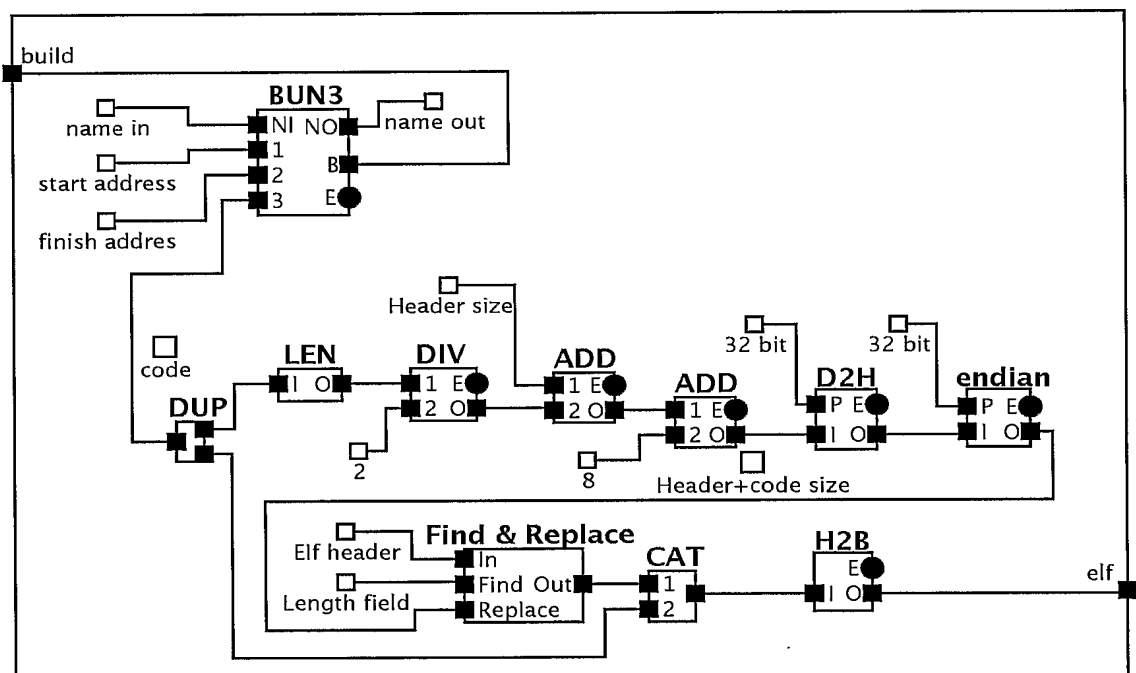 build
BUN3
name in
NI NO
name out
1
B
start address
2
3 E
finish addres
Header size
code
LEN
I O
DIV
1 E
2 O
ADD
1 E
2 O
ADD
1 E
2 O
32 bit
D2H
P E
I O
32 bit
endian
P E
I O
DUP
2
8
Header+code size
Elf header
Length field
Find & Replace
In
Find Out
Replace
CAT
1
2
H2B
E
I O
elf